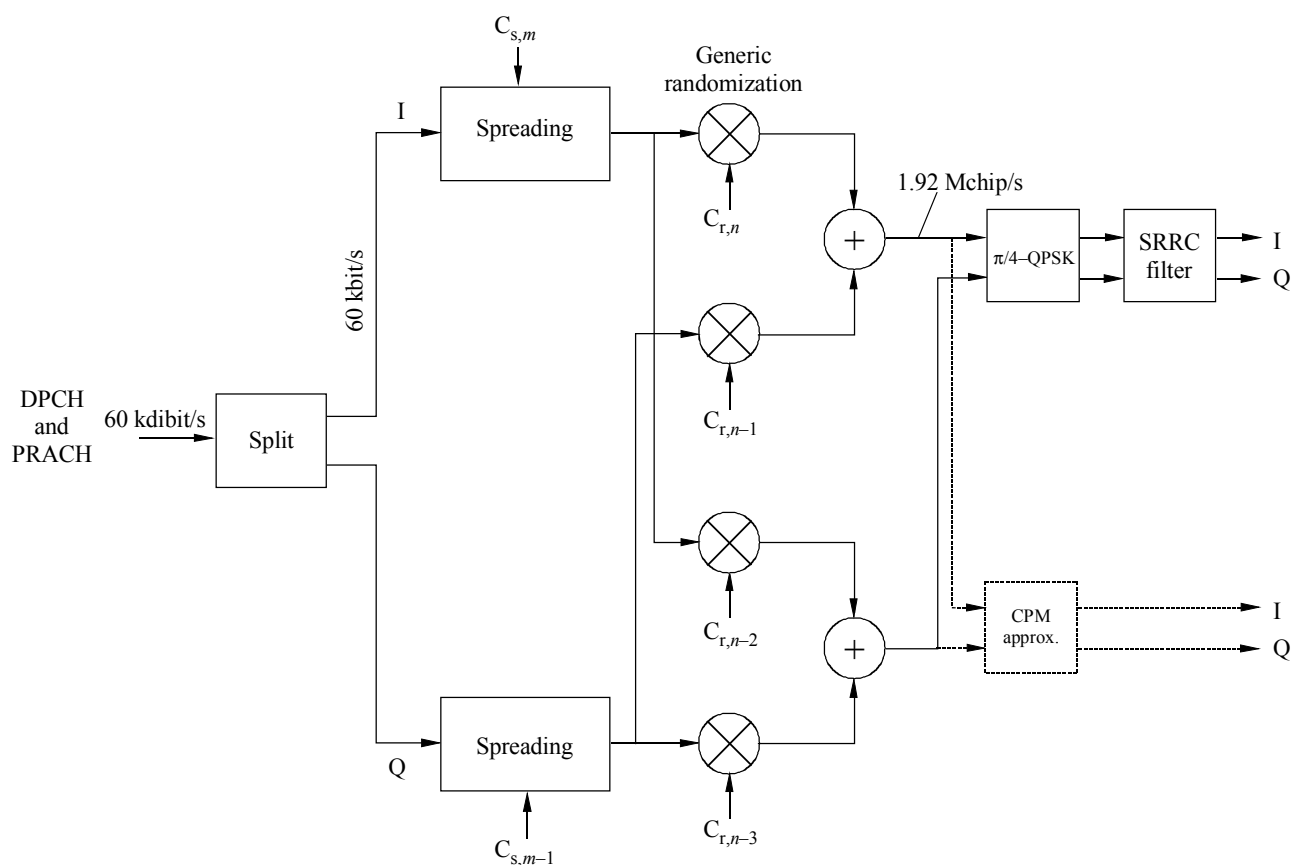 C_s,m
Generic
randomization
I
Spreading
1.92 Mchip/s
C_r,n
+
π/4–QPSK
SRRC
filter
I
Q
60 kbit/s
C_r,n–1
DPCH
and
PRACH
60 kdibit/s
Split
C_r,n–2
+
CPM
approx.
I
Q
Spreading
Q
C_r,n–3
C_s,m–1